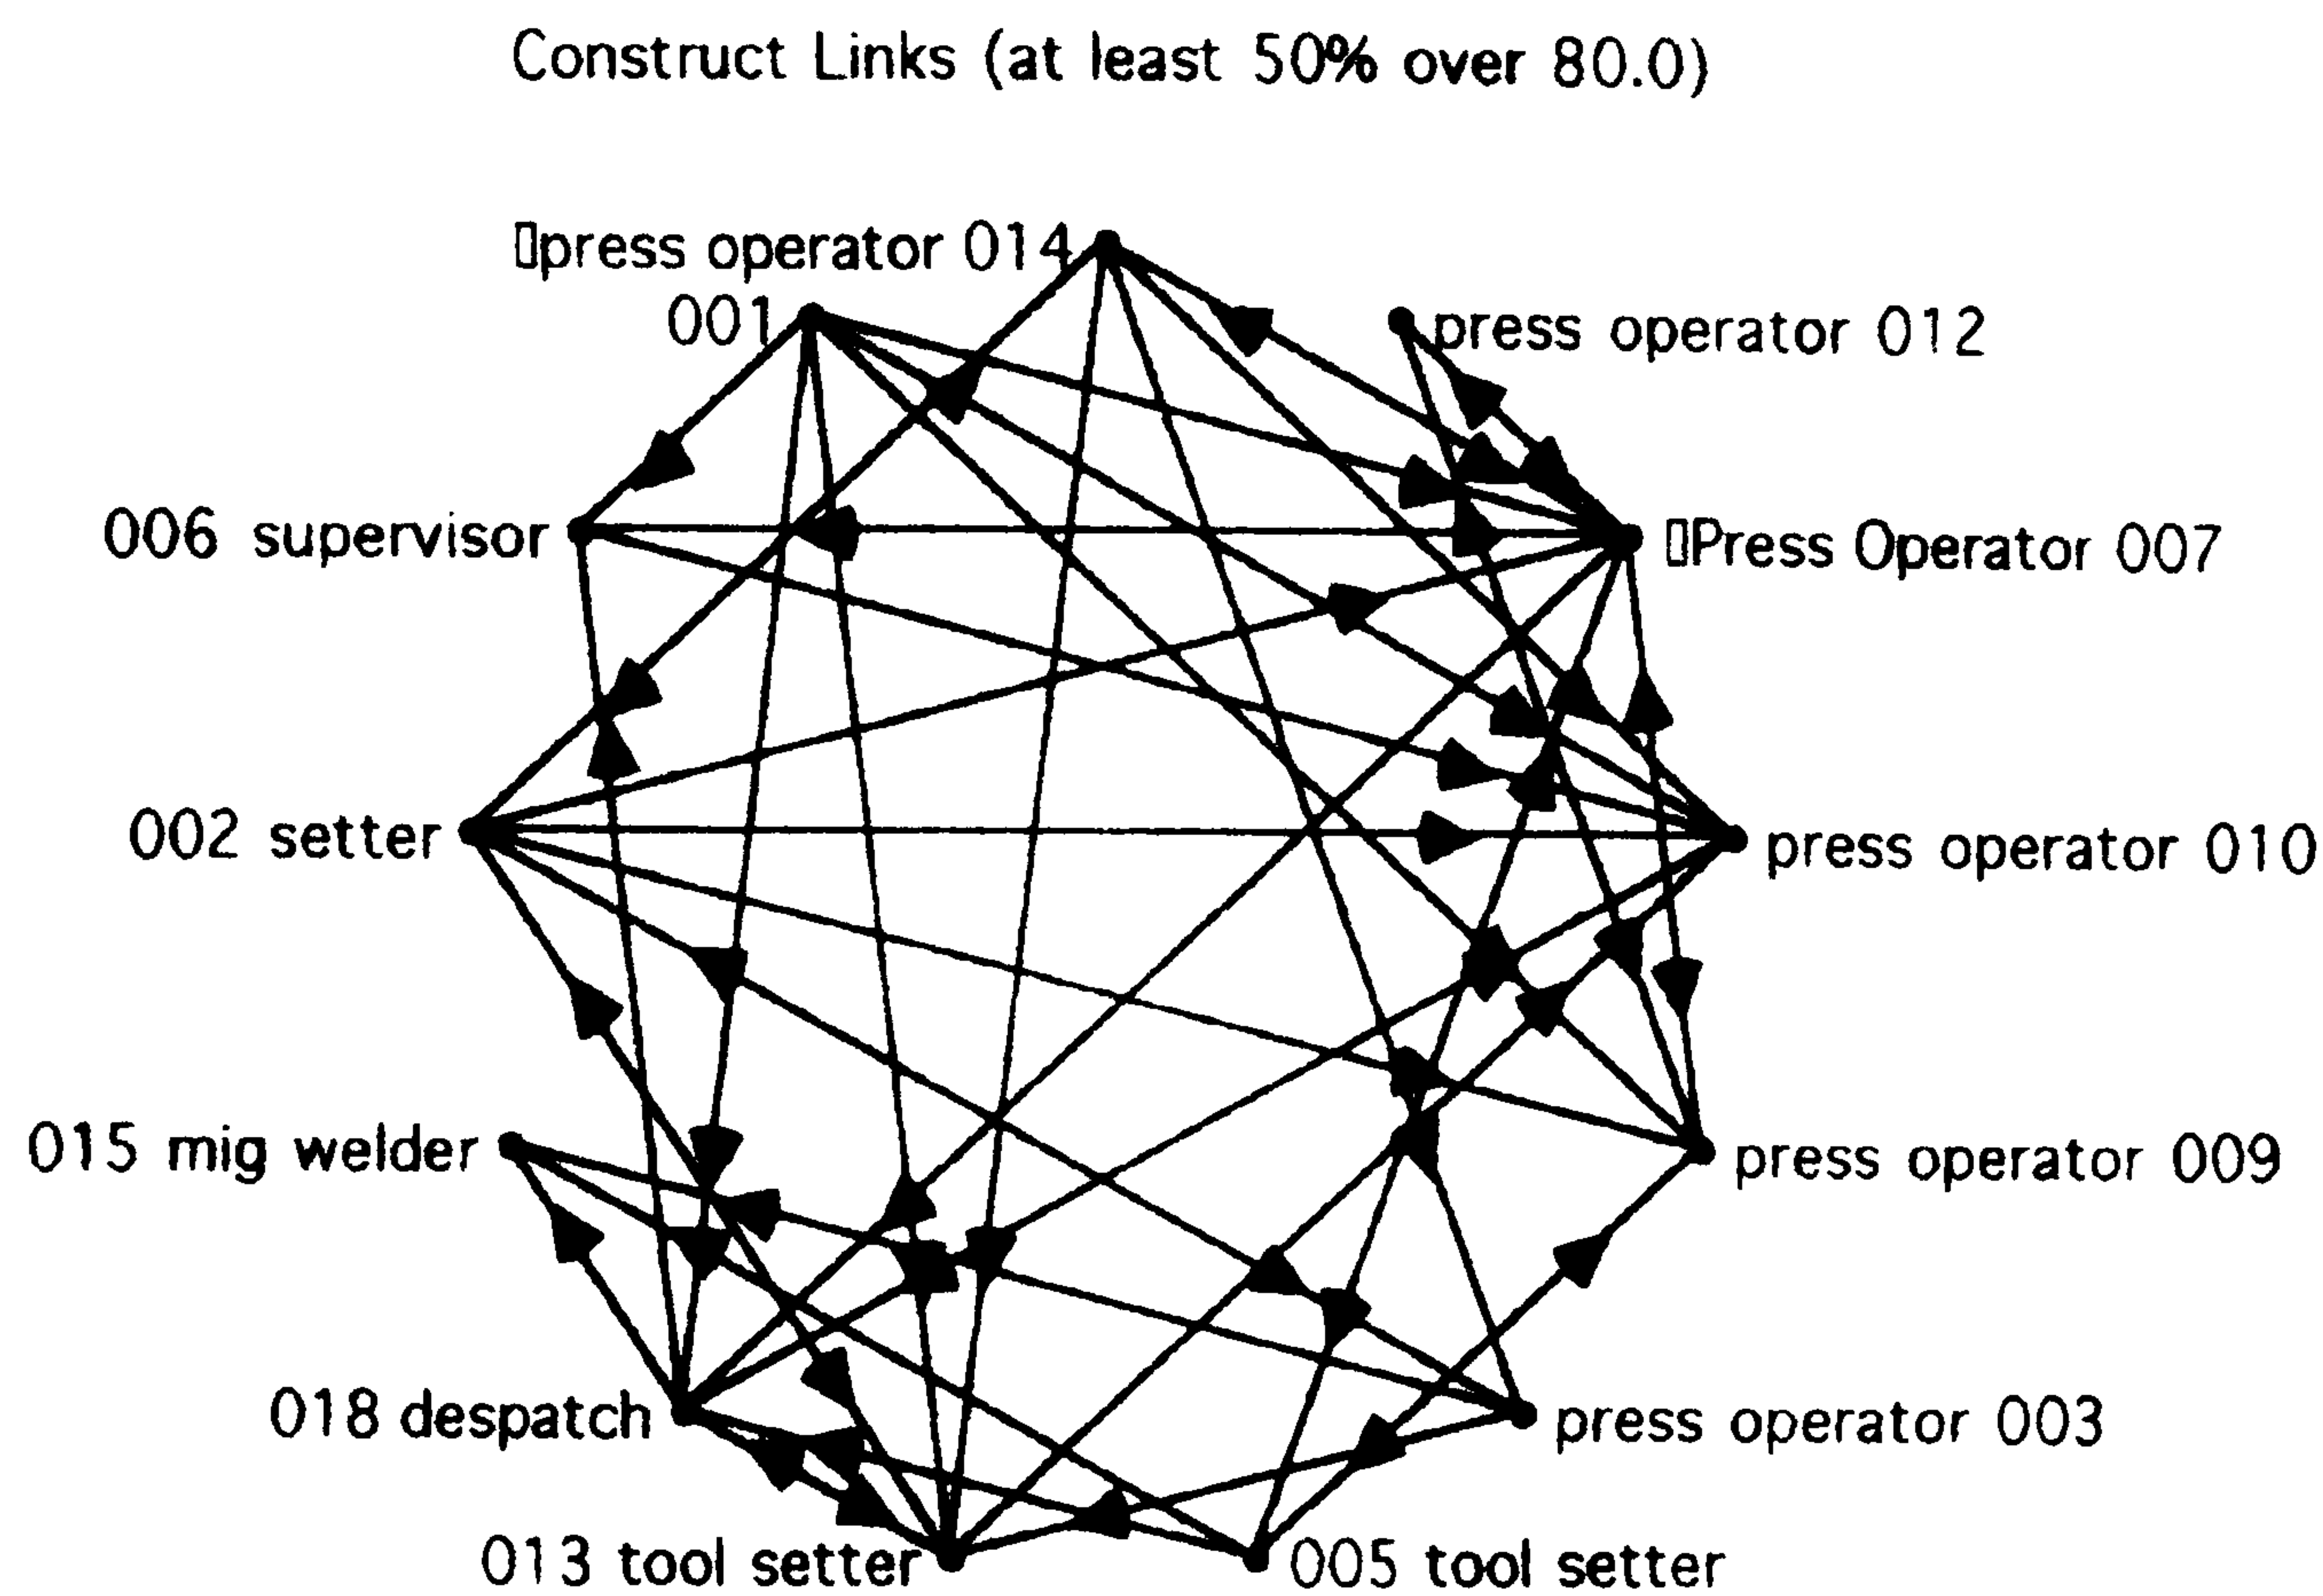 Construct Links (at least 50% over 80.0)
▯press operator 014
001
press operator 012
006 supervisor
▯Press Operator 007
002 setter
press operator 010
015 mig welder
press operator 009
018 despatch
press operator 003
013 tool setter
005 tool setter